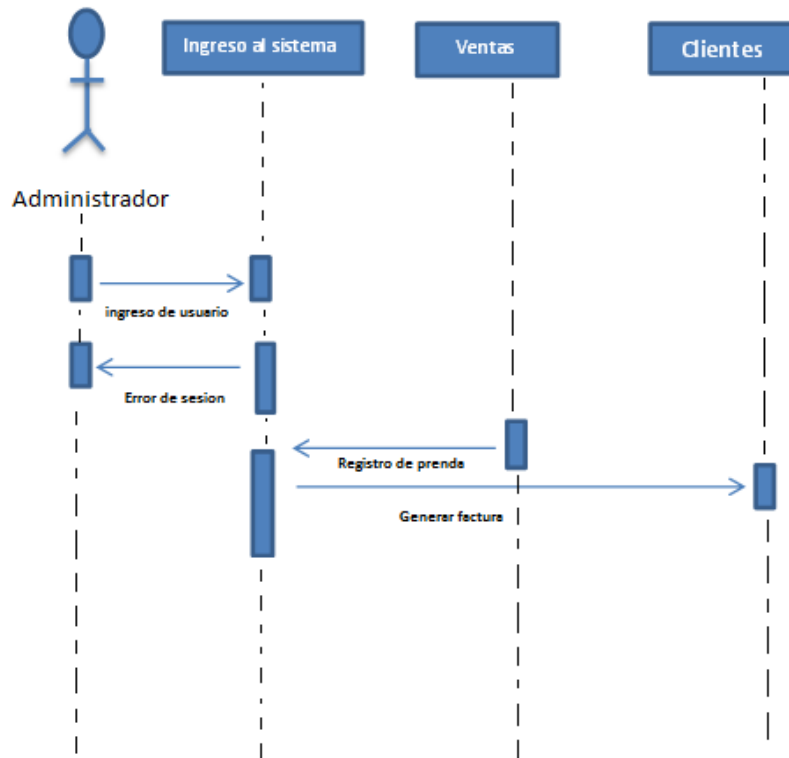 Ingreso al sistema
Ventas
Clientes
Administrador
ingreso de usuario
Error de sesion
Registro de prenda
Generar factura